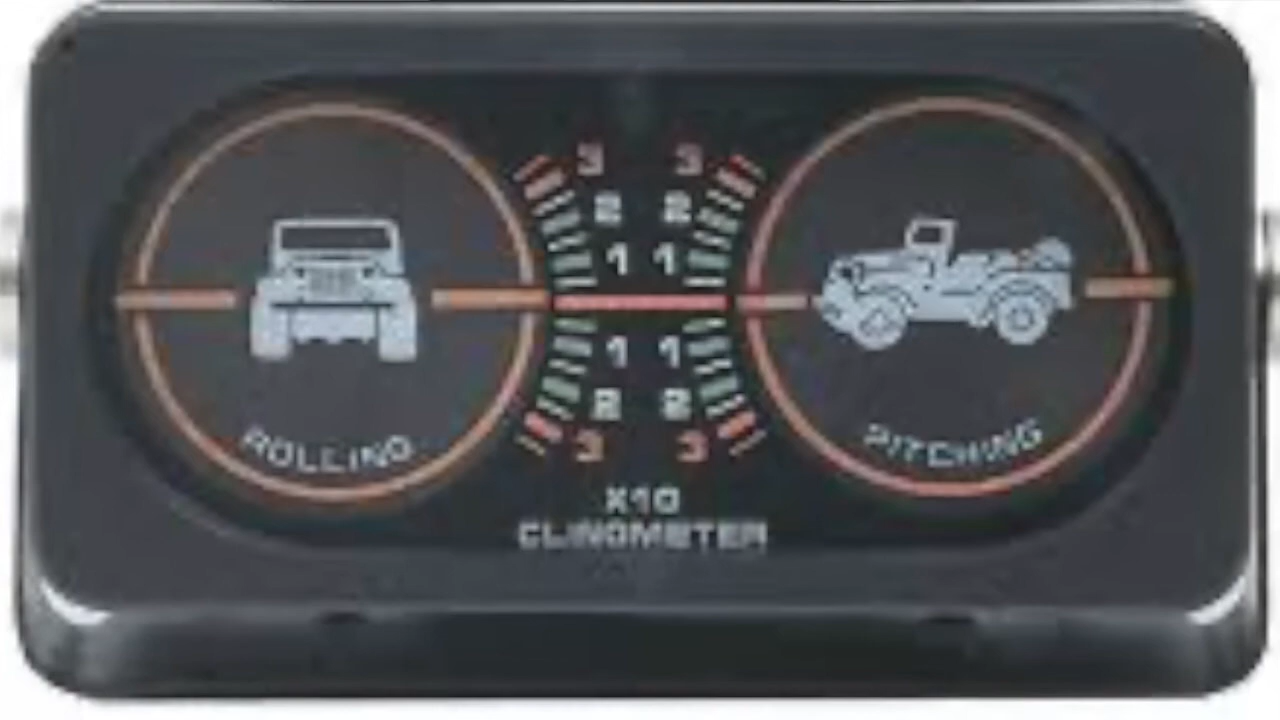 3 3
2 2
1 1
1 1
2 2
3 3
ROLLING
PITCHING
X10
CLINOMETER